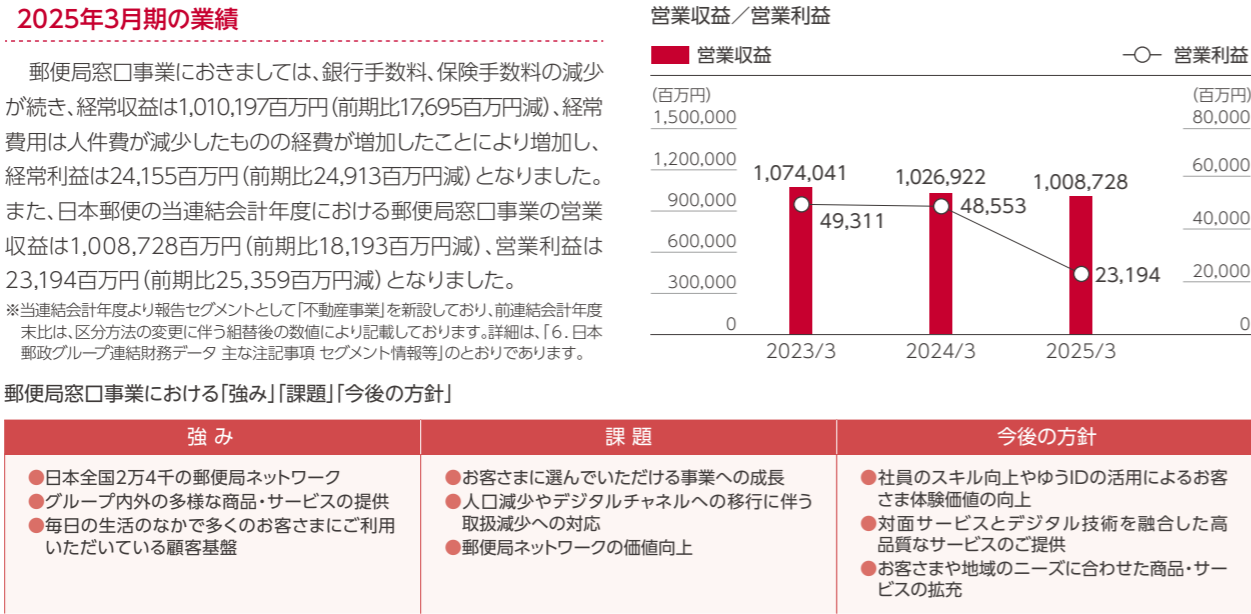 2025年3月期の業績
　郵便局窓口事業におきましては、銀行手数料、保険手数料の減少
が続き、経常収益は1,010,197百万円（前期比17,695百万円減）、経常
費用は人件費が減少したものの経費が増加したことにより増加し、
経常利益は24,155百万円（前期比24,913百万円減）となりました。
また、日本郵便の当連結会計年度における郵便局窓口事業の営業
収益は1,008,728百万円（前期比18,193百万円減）、営業利益は
23,194百万円（前期比25,359百万円減）となりました。
※当連結会計年度より報告セグメントとして「不動産事業」を新設しており、前連結会計年度
末比は、区分方法の変更に伴う組替後の数値により記載しております。詳細は、「6．日本
郵政グループ連結財務データ 主な注記事項 セグメント情報等」のとおりであります。
営業収益／営業利益
営業収益
営業利益
（百万円）
1,500,000
1,200,000
900,000
600,000
300,000
0
（百万円）
80,000
60,000
40,000
20,000
0
1,074,041
1,026,922
1,008,728
49,311
48,553
23,194
2023/3
2024/3
2025/3
郵便局窓口事業における「強み」「課題」「今後の方針」
強 み
●日本全国2万4千の郵便局ネットワーク
●グループ内外の多様な商品・サービスの提供
●毎日の生活のなかで多くのお客さまにご利用
いただいている顧客基盤
課 題
●お客さまに選んでいただける事業への成長
●人口減少やデジタルチャネルへの移行に伴う
取扱減少への対応
●郵便局ネットワークの価値向上
今後の方針
●社員のスキル向上やゆうIDの活用によるお客
さま体験価値の向上
●対面サービスとデジタル技術を融合した高
品質なサービスのご提供
●お客さまや地域のニーズに合わせた商品・サー
ビスの拡充